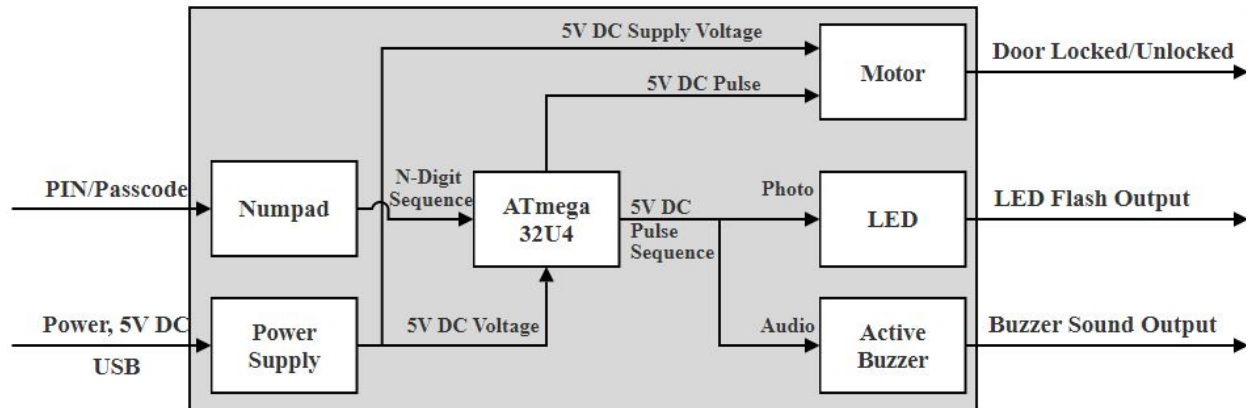 5V DC Supply Voltage
Motor
Door Locked/Unlocked
5V DC Pulse
PIN/Passcode
Numpad
N-Digit
Sequence
ATmega
32U4
5V DC
Pulse
Sequence
Photo
LED
LED Flash Output
Power, 5V DC
USB
Power
Supply
5V DC Voltage
Audio
Active
Buzzer
Buzzer Sound Output